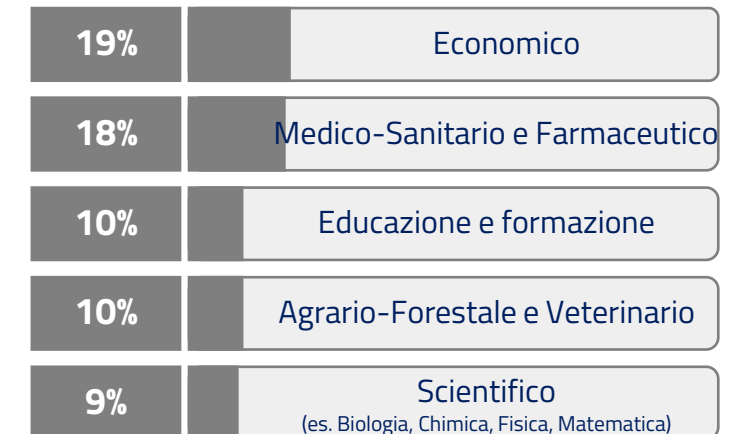 19%
Economico
18%
Medico-Sanitario e Farmaceutico
10%
Educazione e formazione
10%
Agrario-Forestale e Veterinario
9%
Scientifico
(es. Biologia, Chimica, Fisica, Matematica)